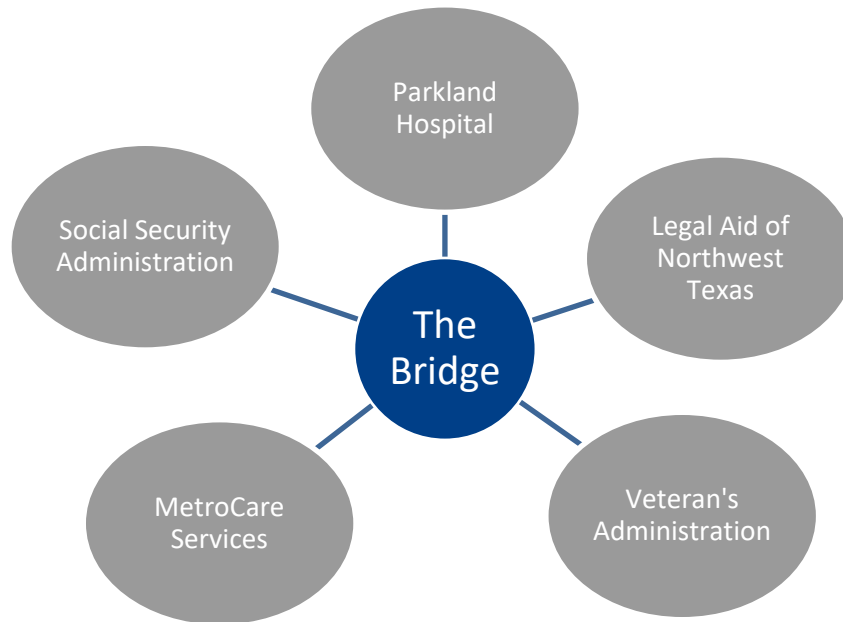 Parkland
Hospital
Social Security
Administration
Legal Aid of
Northwest
Texas
The
Bridge
MetroCare
Services
Veteran's
Administration